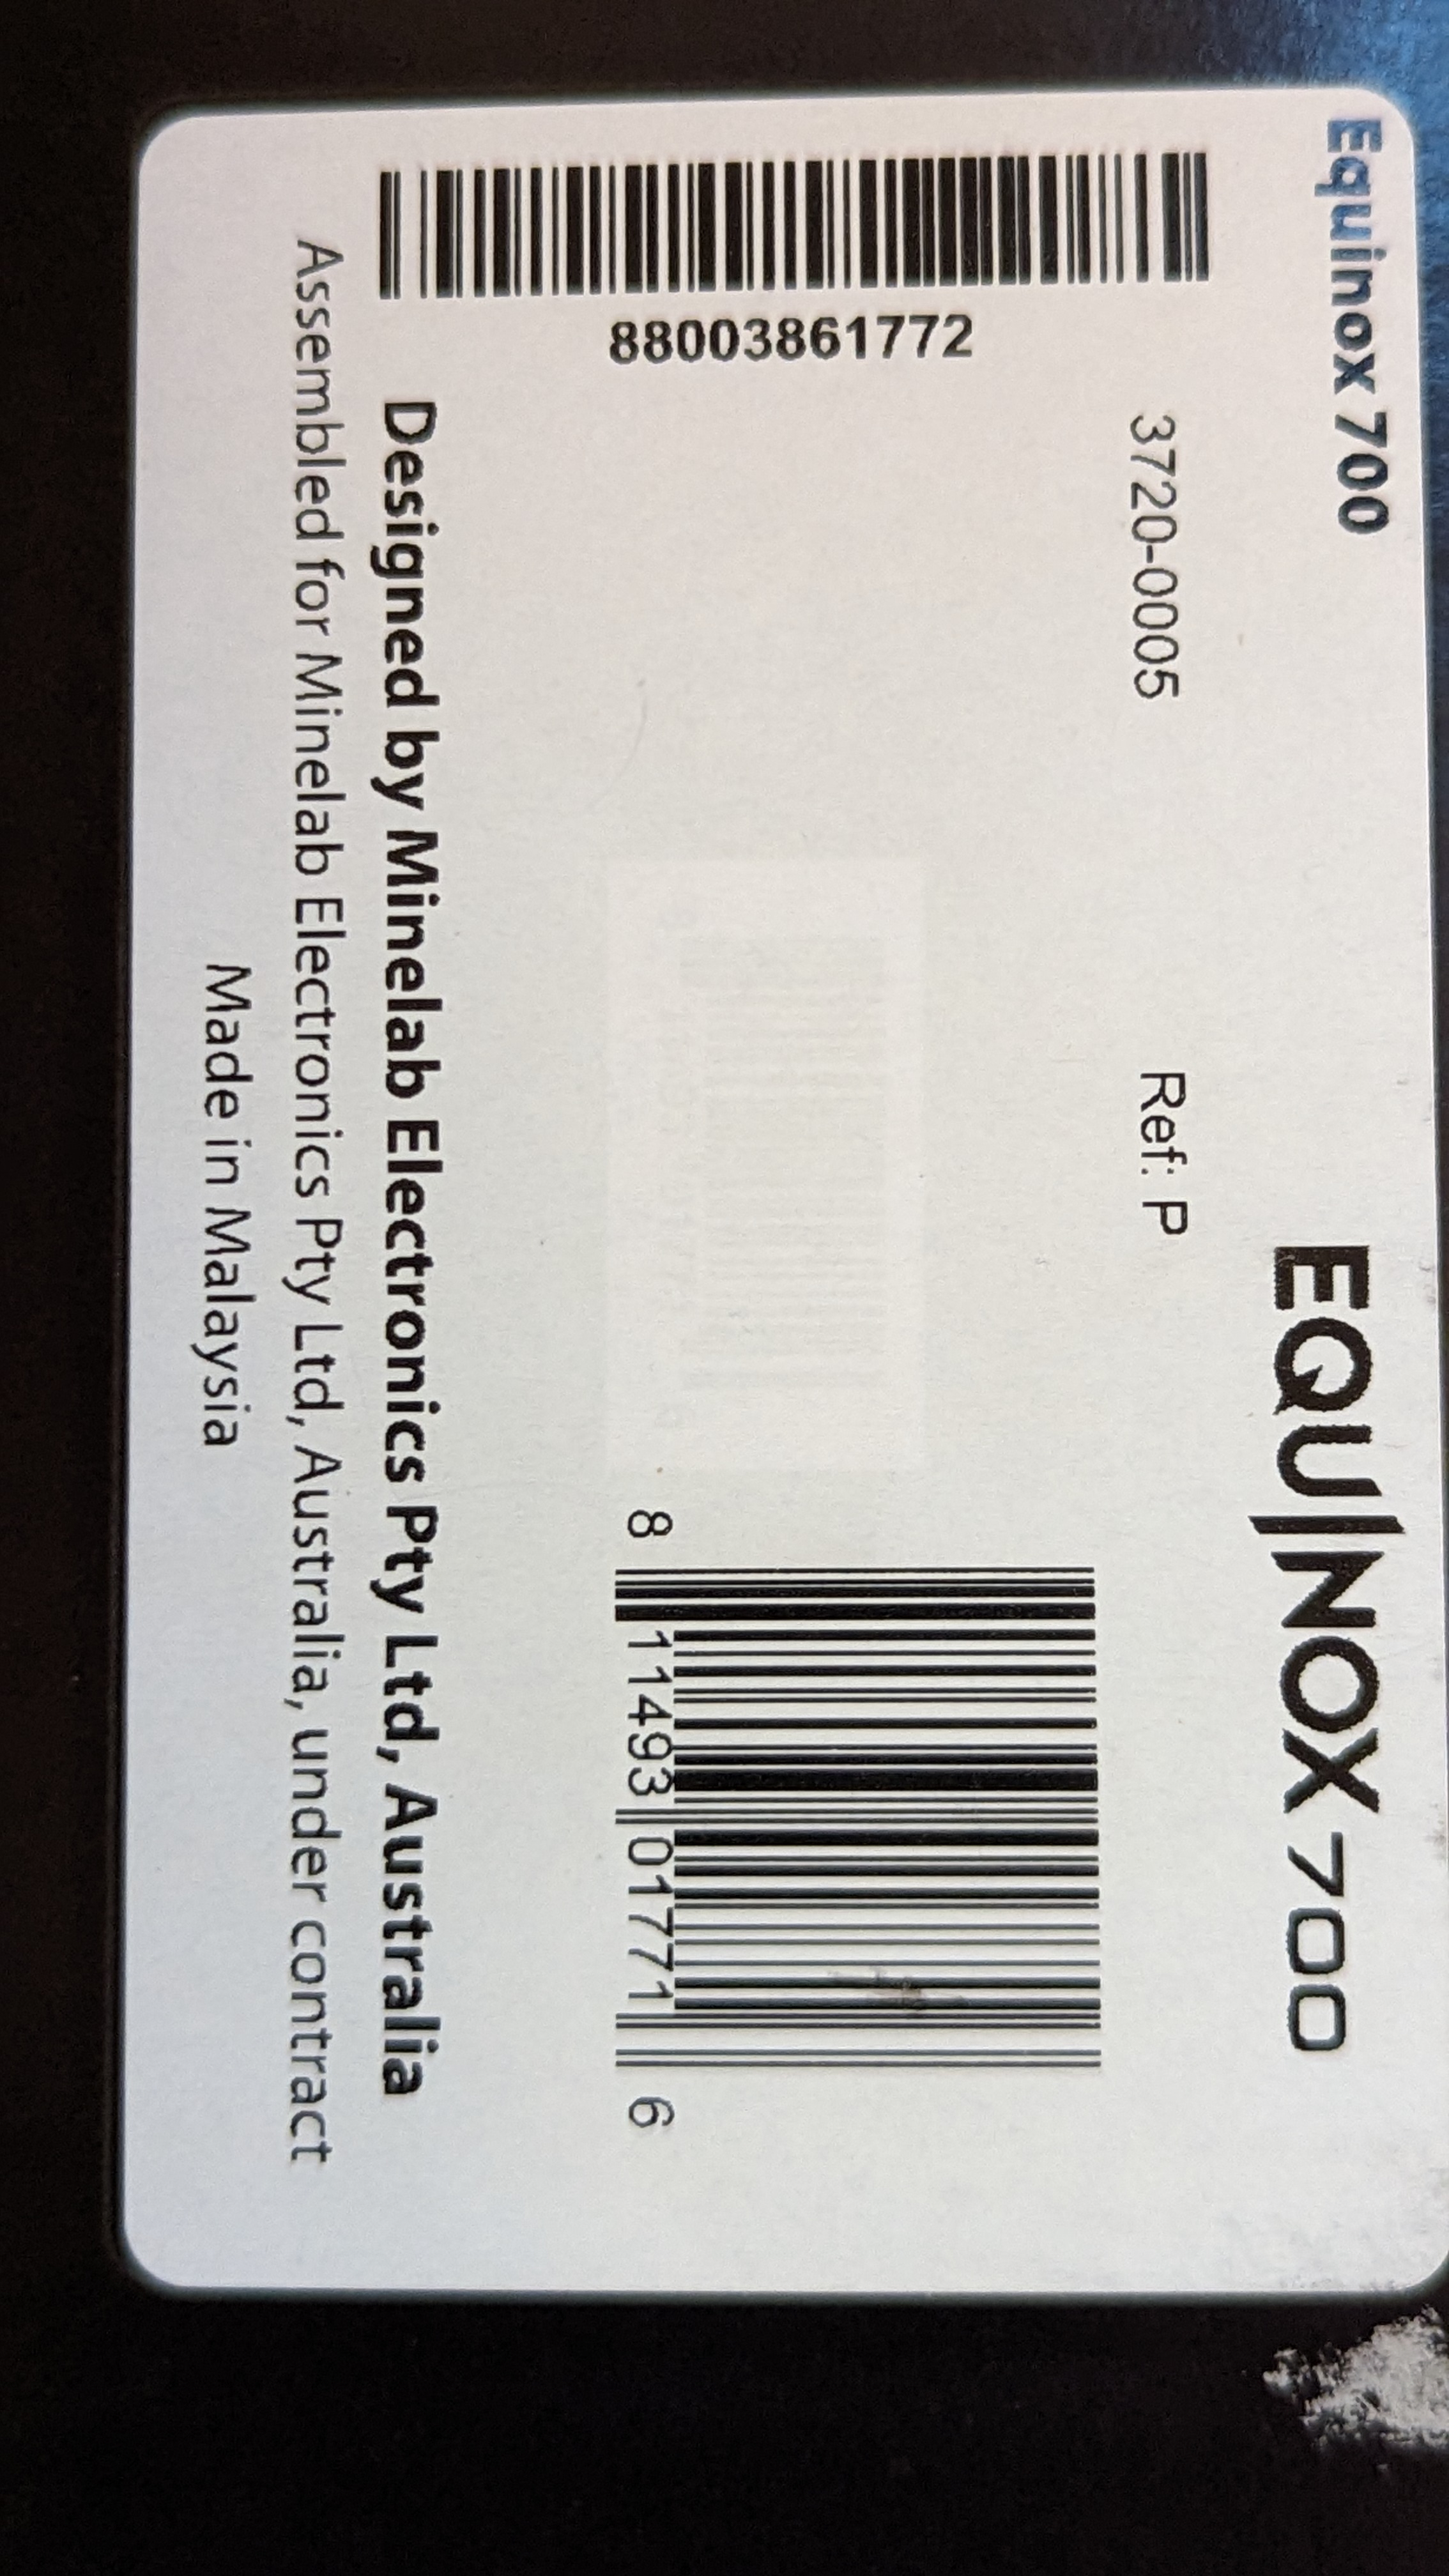 Equinox 700
EQUINOX 700
3720-0005
Ref: P
88003861772
8 11493 01771 6
Designed by Minelab Electronics Pty Ltd, Australia
Assembled for Minelab Electronics Pty Ltd, Australia, under contract
Made in Malaysia